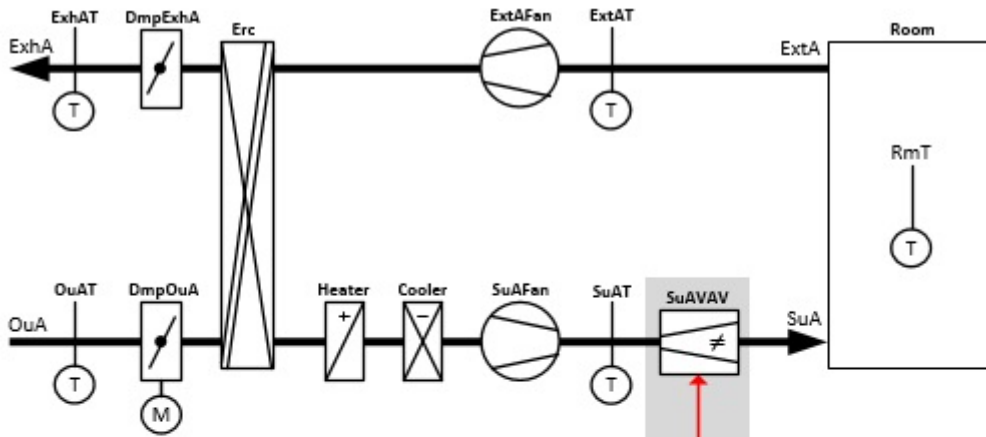 ExhAT DmpExhA Erc ExtAFan ExtAT Room
ExhA ExtA
T T
RmT
T
OuAT DmpOuA Heater Cooler SuAFan SuAT SuAVAV
OuA + − ≠ SuA
T T
M